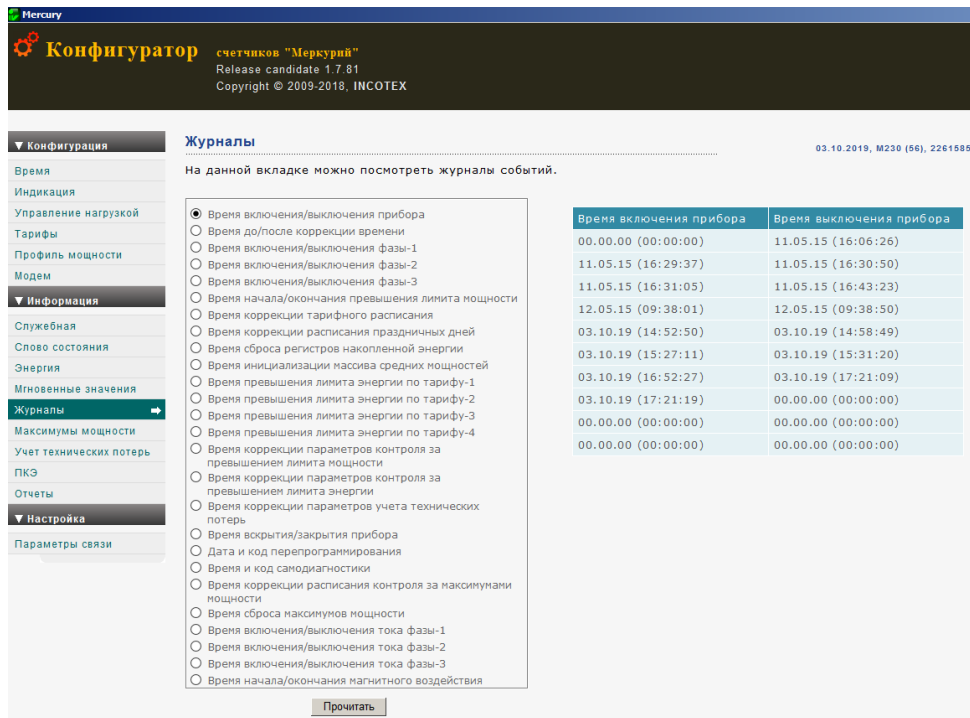 Mercury
Конфигуратор счетчиков "Меркурий"
Release candidate 1.7.81
Copyright © 2009-2018, INCOTEX
▼ Конфигурация
Время
Индикация
Управление нагрузкой
Тарифы
Профиль мощности
Модем
▼ Информация
Служебная
Слово состояния
Энергия
Мгновенные значения
Журналы
Максимумы мощности
Учет технических потерь
ПКЭ
Отчеты
▼ Настройка
Параметры связи
Журналы
03.10.2019, M230 (56), 2261585
На данной вкладке можно посмотреть журналы событий.
Время включения/выключения прибора
Время до/после коррекции времени
Время включения/выключения фазы-1
Время включения/выключения фазы-2
Время включения/выключения фазы-3
Время начала/окончания превышения лимита мощности
Время коррекции тарифного расписания
Время коррекции расписания праздничных дней
Время сброса регистров накопленной энергии
Время инициализации массива средних мощностей
Время превышения лимита энергии по тарифу-1
Время превышения лимита энергии по тарифу-2
Время превышения лимита энергии по тарифу-3
Время превышения лимита энергии по тарифу-4
Время коррекции параметров контроля за
превышением лимита мощности
Время коррекции параметров контроля за
превышением лимита энергии
Время коррекции параметров учета технических
потерь
Время вскрытия/закрытия прибора
Дата и код перепрограммирования
Время и код самодиагностики
Время коррекции расписания контроля за максимумами
мощности
Время сброса максимумов мощности
Время включения/выключения тока фазы-1
Время включения/выключения тока фазы-2
Время включения/выключения тока фазы-3
Время начала/окончания магнитного воздействия
Прочитать
Время включения прибора Время выключения прибора
00.00.00 (00:00:00) 11.05.15 (16:06:26)
11.05.15 (16:29:37) 11.05.15 (16:30:50)
11.05.15 (16:31:05) 11.05.15 (16:43:23)
12.05.15 (09:38:01) 12.05.15 (09:38:50)
03.10.19 (14:52:50) 03.10.19 (14:58:49)
03.10.19 (15:27:11) 03.10.19 (15:31:20)
03.10.19 (16:52:27) 03.10.19 (17:21:09)
03.10.19 (17:21:19) 00.00.00 (00:00:00)
00.00.00 (00:00:00) 00.00.00 (00:00:00)
00.00.00 (00:00:00) 00.00.00 (00:00:00)